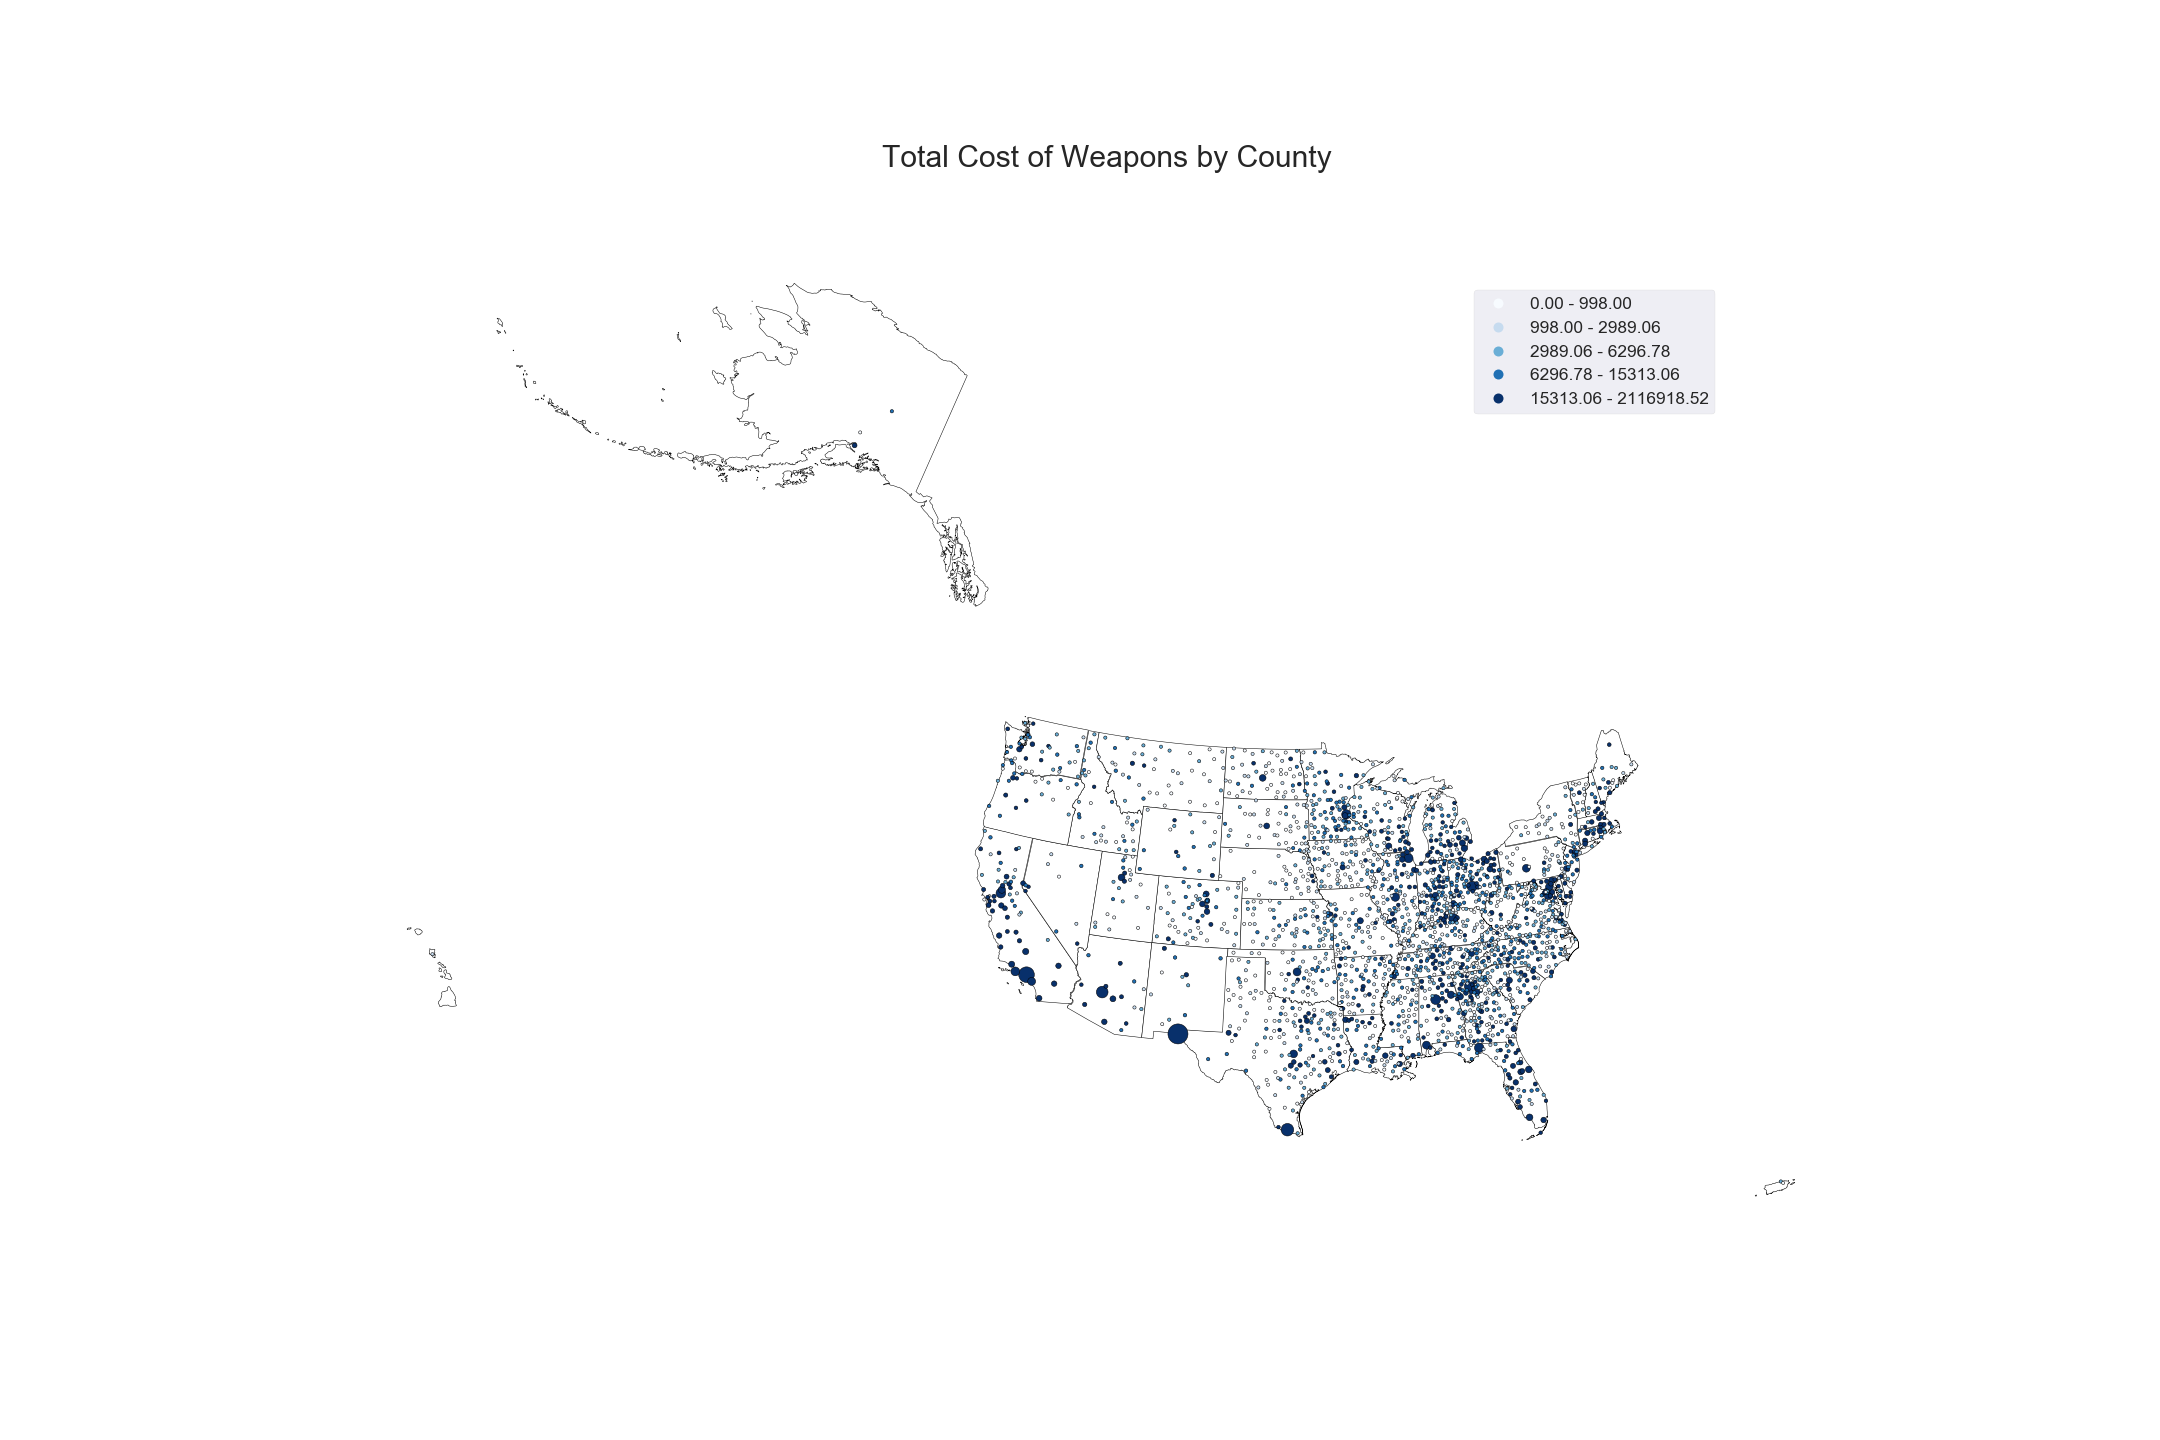 Total Cost of Weapons by County
0.00 - 998.00
998.00 - 2989.06
2989.06 - 6296.78
6296.78 - 15313.06
15313.06 - 2116918.52